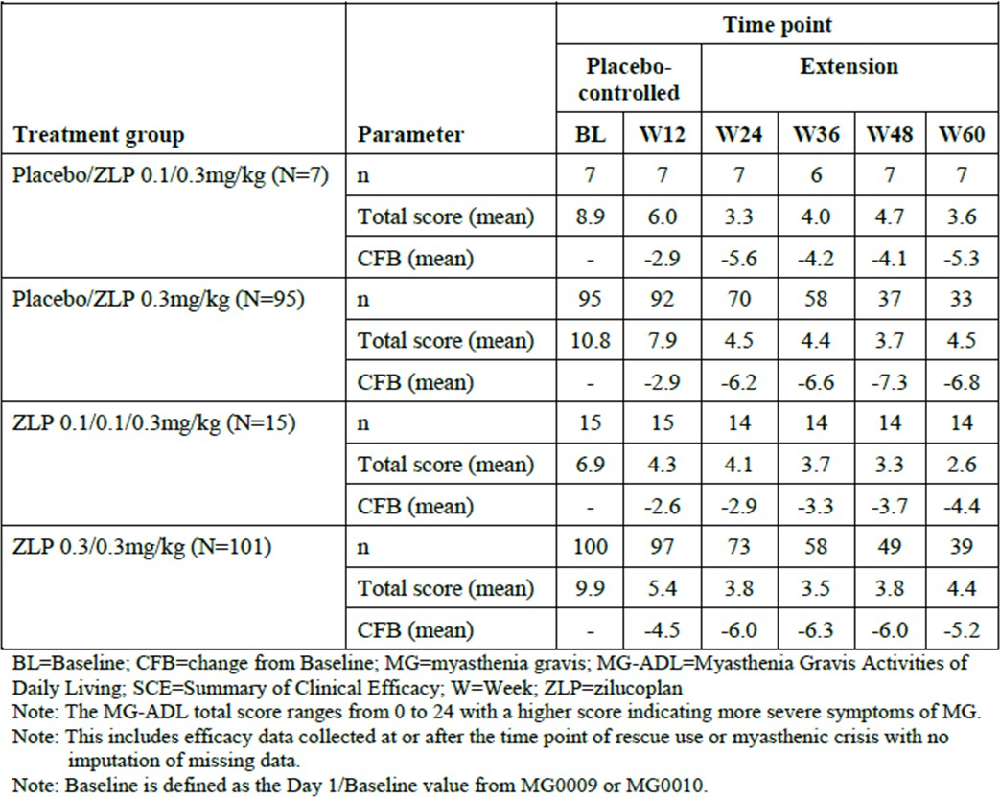 Time point
Placebo-controlled Extension
Treatment group Parameter BL W12 W24 W36 W48 W60
Placebo/ZLP 0.1/0.3mg/kg (N=7) n 7 7 7 6 7 7
Total score (mean) 8.9 6.0 3.3 4.0 4.7 3.6
CFB (mean) - -2.9 -5.6 -4.2 -4.1 -5.3
Placebo/ZLP 0.3mg/kg (N=95) n 95 92 70 58 37 33
Total score (mean) 10.8 7.9 4.5 4.4 3.7 4.5
CFB (mean) - -2.9 -6.2 -6.6 -7.3 -6.8
ZLP 0.1/0.1/0.3mg/kg (N=15) n 15 15 14 14 14 14
Total score (mean) 6.9 4.3 4.1 3.7 3.3 2.6
CFB (mean) - -2.6 -2.9 -3.3 -3.7 -4.4
ZLP 0.3/0.3mg/kg (N=101) n 100 97 73 58 49 39
Total score (mean) 9.9 5.4 3.8 3.5 3.8 4.4
CFB (mean) - -4.5 -6.0 -6.3 -6.0 -5.2
BL=Baseline; CFB=change from Baseline; MG=myasthenia gravis; MG-ADL=Myasthenia Gravis Activities of
Daily Living; SCE=Summary of Clinical Efficacy; W=Week; ZLP=zilucoplan
Note: The MG-ADL total score ranges from 0 to 24 with a higher score indicating more severe symptoms of MG.
Note: This includes efficacy data collected at or after the time point of rescue use or myasthenic crisis with no
imputation of missing data.
Note: Baseline is defined as the Day 1/Baseline value from MG0009 or MG0010.